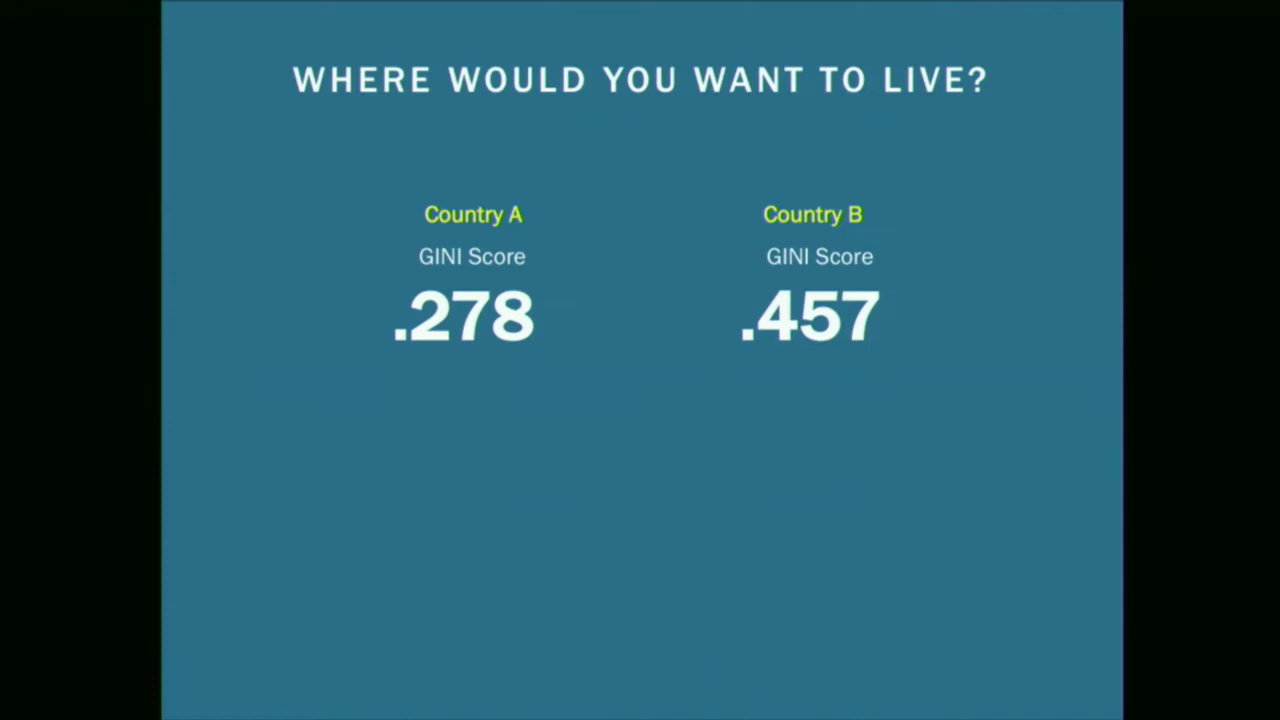 WHERE WOULD YOU WANT TO LIVE?
Country A
GINI Score
.278
Country B
GINI Score
.457